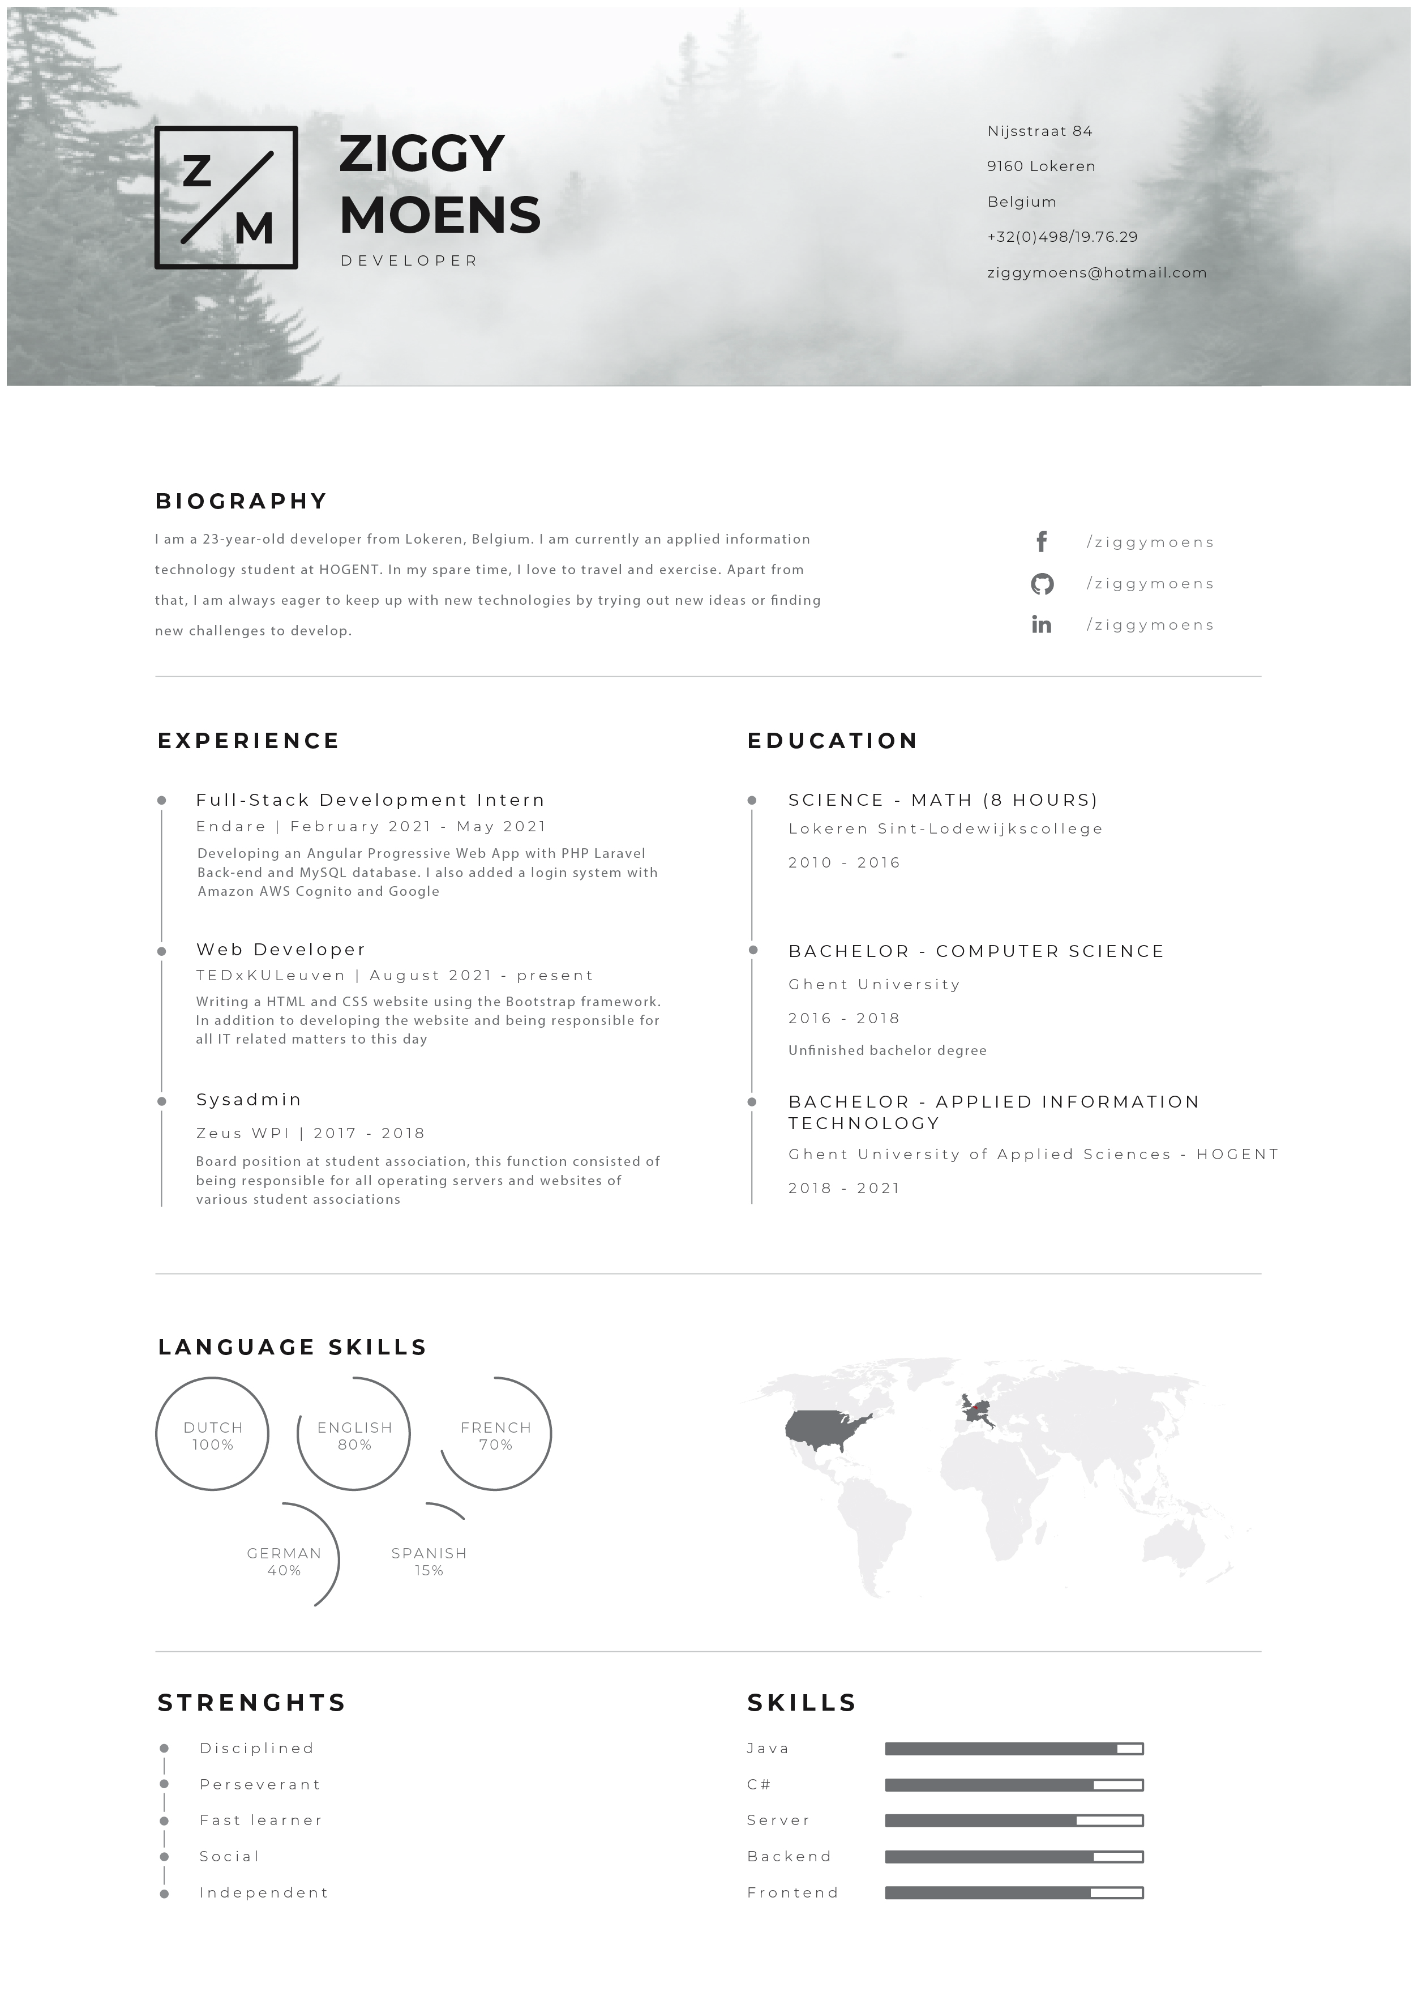 Z
M
ZIGGY
MOENS
DEVELOPER
Nijsstraat 84
9160 Lokeren
Belgium
+32(0)498/19.76.29
ziggymoens@hotmail.com
BIOGRAPHY
I am a 23-year-old developer from Lokeren, Belgium. I am currently an applied information
technology student at HOGENT. In my spare time, I love to travel and exercise. Apart from
that, I am always eager to keep up with new technologies by trying out new ideas or finding
new challenges to develop.
/ziggymoens
/ziggymoens
/ziggymoens
EXPERIENCE
Full-Stack Development Intern
Endare | February 2021 - May 2021
Developing an Angular Progressive Web App with PHP Laravel
Back-end and MySQL database. I also added a login system with
Amazon AWS Cognito and Google
Web Developer
TEDxKULeuven | August 2021 - present
Writing a HTML and CSS website using the Bootstrap framework.
In addition to developing the website and being responsible for
all IT related matters to this day
Sysadmin
Zeus WPI | 2017 - 2018
Board position at student association, this function consisted of
being responsible for all operating servers and websites of
various student associations
EDUCATION
SCIENCE - MATH (8 HOURS)
Lokeren Sint-Lodewijkscollege
2010 - 2016
BACHELOR - COMPUTER SCIENCE
Ghent University
2016 - 2018
Unfinished bachelor degree
BACHELOR - APPLIED INFORMATION
TECHNOLOGY
Ghent University of Applied Sciences - HOGENT
2018 - 2021
LANGUAGE SKILLS
DUTCH
100%
ENGLISH
80%
FRENCH
70%
GERMAN
40%
SPANISH
15%
STRENGHTS
Disciplined
Perseverant
Fast learner
Social
Independent
SKILLS
Java
C#
Server
Backend
Frontend